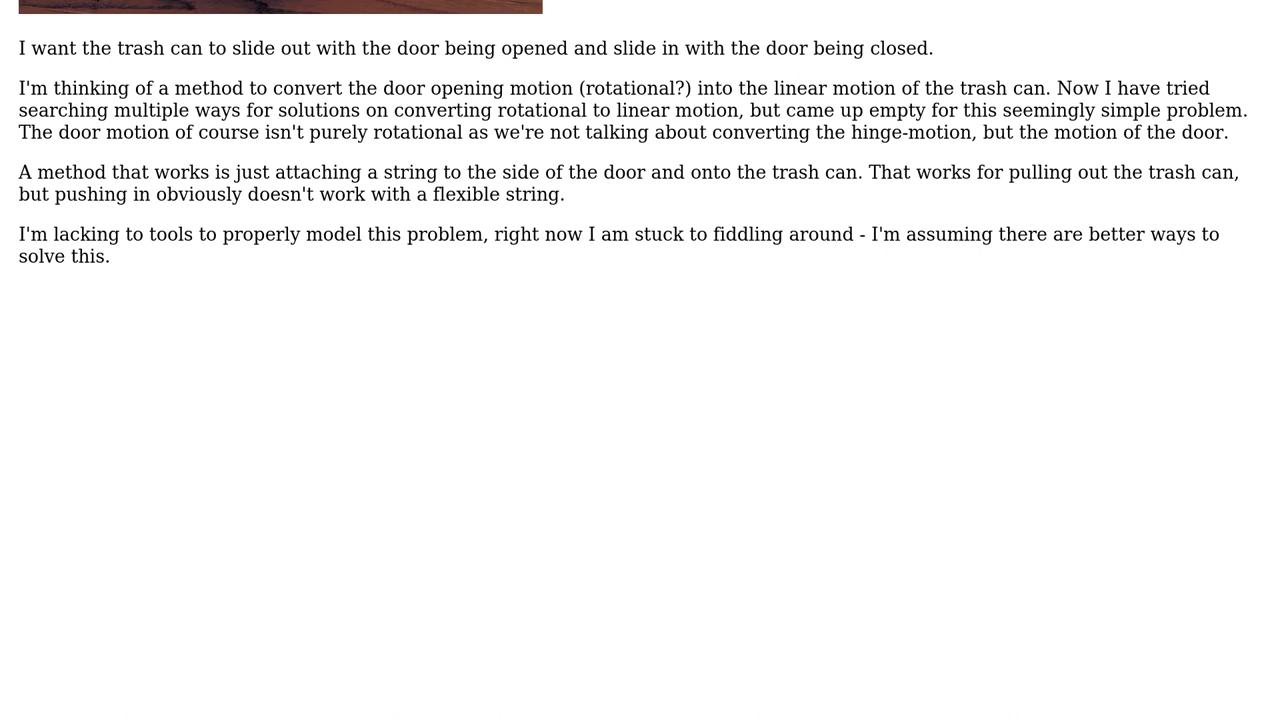 I want the trash can to slide out with the door being opened and slide in with the door being closed.
I'm thinking of a method to convert the door opening motion (rotational?) into the linear motion of the trash can. Now I have tried
searching multiple ways for solutions on converting rotational to linear motion, but came up empty for this seemingly simple problem.
The door motion of course isn't purely rotational as we're not talking about converting the hinge-motion, but the motion of the door.
A method that works is just attaching a string to the side of the door and onto the trash can. That works for pulling out the trash can,
but pushing in obviously doesn't work with a flexible string.
I'm lacking to tools to properly model this problem, right now I am stuck to fiddling around - I'm assuming there are better ways to
solve this.